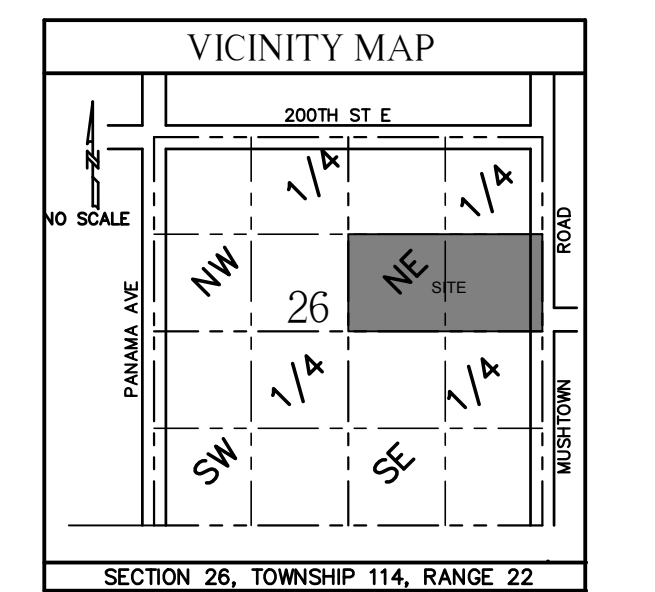 VICINITY MAP
200TH ST E
NO SCALE
N
1/4
1/4
ROAD
NW
NE
SITE
26
PANAMA AVE
1/4
1/4
MUSHTOWN
SW
SE
SECTION 26, TOWNSHIP 114, RANGE 22